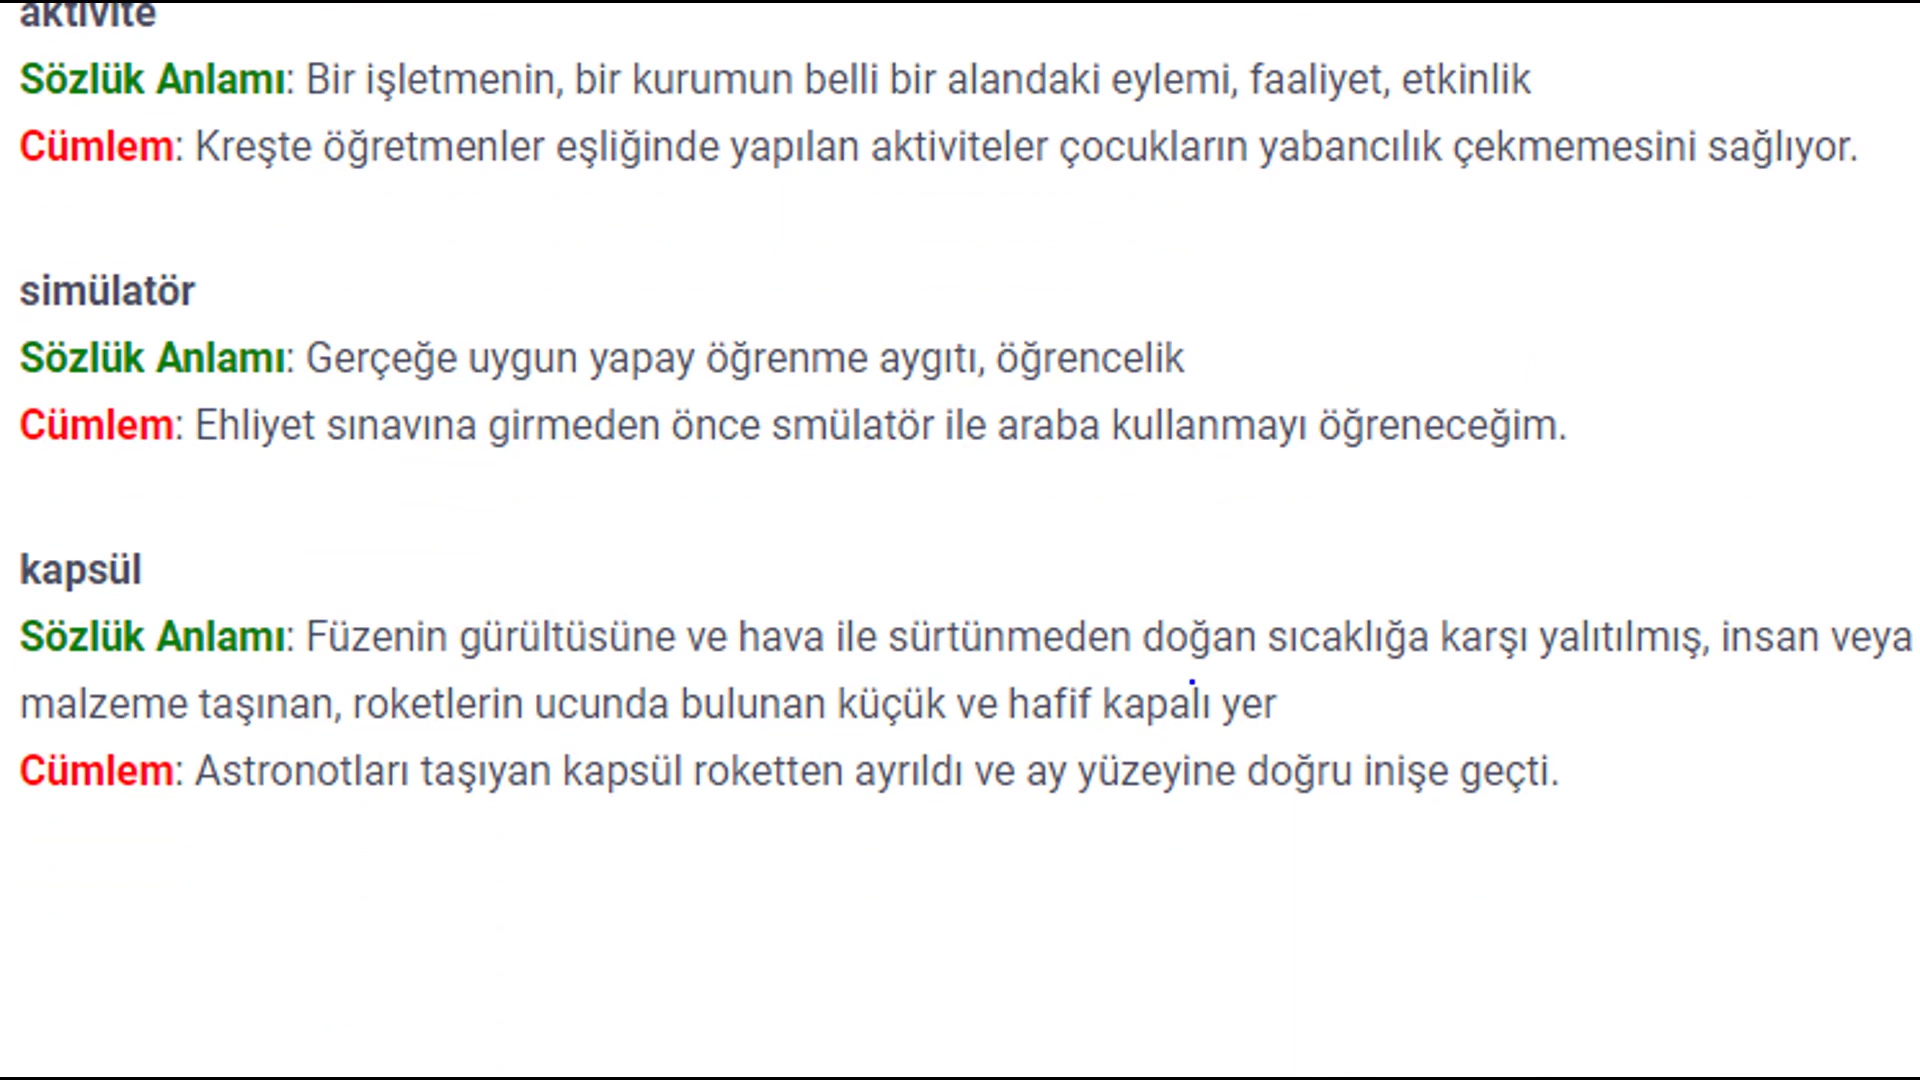 aktivite
Sözlük Anlamı: Bir işletmenin, bir kurumun belli bir alandaki eylemi, faaliyet, etkinlik
Cümlem: Kreşte öğretmenler eşliğinde yapılan aktiviteler çocukların yabancılık çekmemesini sağlıyor.
simülatör
Sözlük Anlamı: Gerçeğe uygun yapay öğrenme aygıtı, öğrencelik
Cümlem: Ehliyet sınavına girmeden önce smülatör ile araba kullanmayı öğreneceğim.
kapsül
Sözlük Anlamı: Füzenin gürültüsüne ve hava ile sürtünmeden doğan sıcaklığa karşı yalıtılmış, insan veya
malzeme taşınan, roketlerin ucunda bulunan küçük ve hafif kapalı yer
Cümlem: Astronotları taşıyan kapsül roketten ayrıldı ve ay yüzeyine doğru inişe geçti.